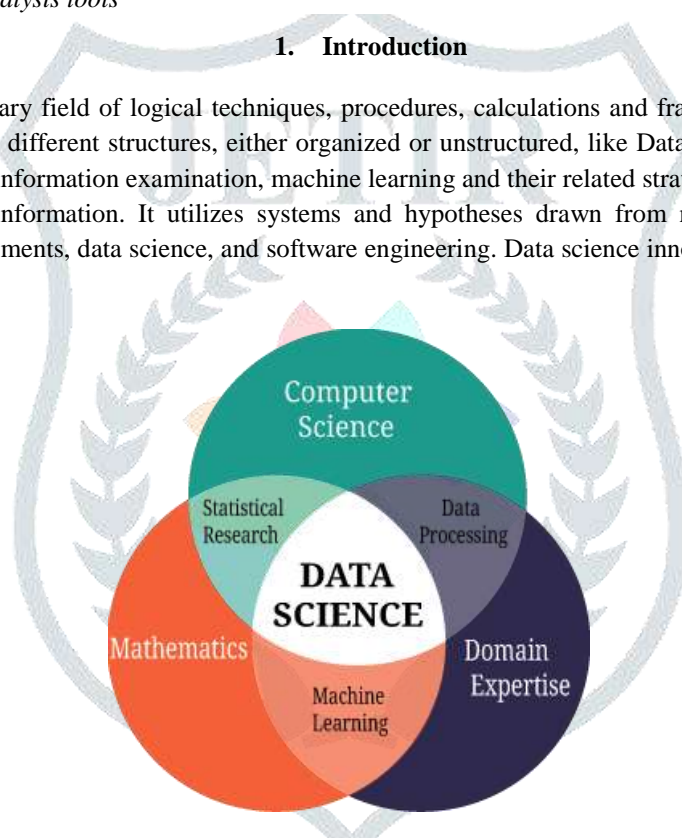 alysis tools
1. Introduction
ary field of logical techniques, procedures, calculations and fra
different structures, either organized or unstructured, like Data
nformation examination, machine learning and their related strat
nformation. It utilizes systems and hypotheses drawn from
ments, data science, and software engineering. Data science inn
JETIR
Computer
Science
Statistical
Research
Data
Processing
DATA
SCIENCE
Mathematics
Domain
Expertise
Machine
Learning